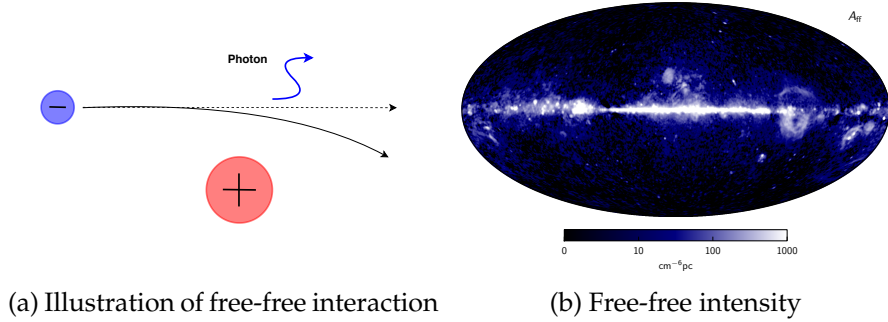 Photon
−
+
(a) Illustration of free-free interaction
A_ff
0 10 100 1000
cm⁻⁶pc
(b) Free-free intensity